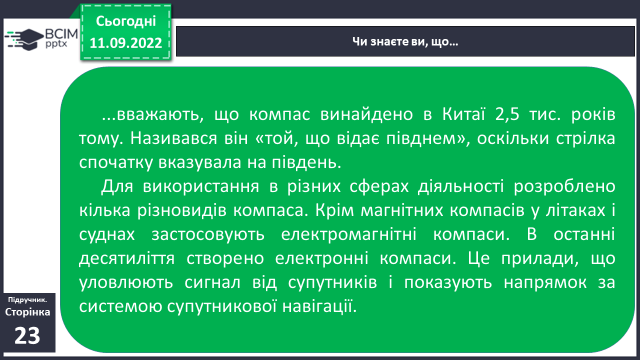 Сьогодні
11.09.2022
BCIM
pptx
Чи знаєте ви, що…
...вважають, що компас винайдено в Китаї 2,5 тис. років
тому. Називався він «той, що відає півднем», оскільки стрілка
спочатку вказувала на південь.
Для використання в різних сферах діяльності розроблено
кілька різновидів компаса. Крім магнітних компасів у літаках і
суднах застосовують електромагнітні компаси. В останні
десятиліття створено електронні компаси. Це прилади, що
уловлюють сигнал від супутників і показують напрямок за
системою супутникової навігації.
Підручник.
Сторінка
23